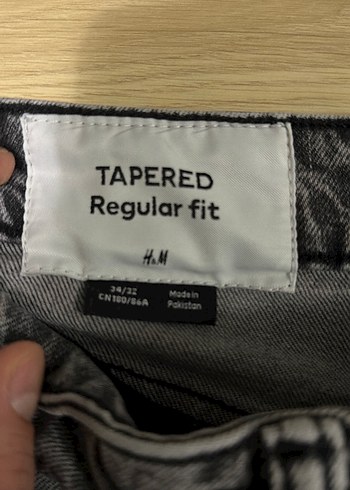 TAPERED
Regular fit
H&M
34/32
CN180/86A
Made in
Pakistan